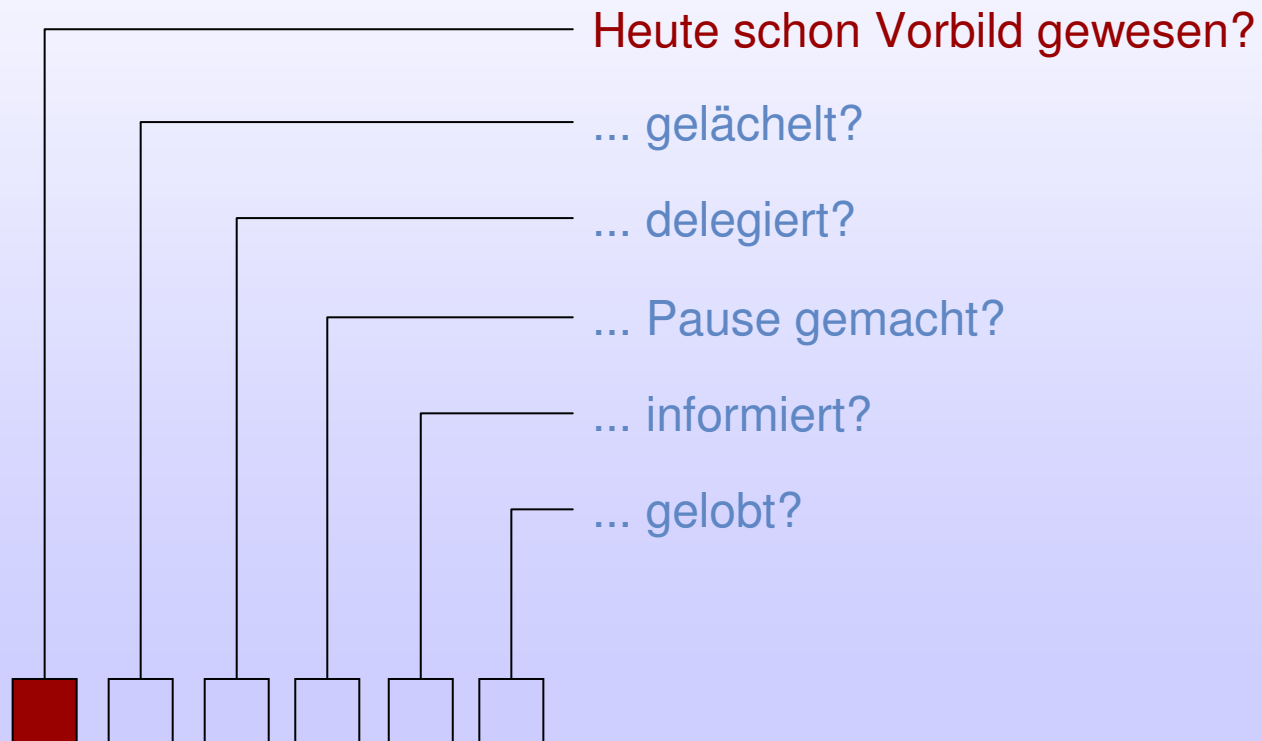 Heute schon Vorbild gewesen?
... gelächelt?
... delegiert?
... Pause gemacht?
... informiert?
... gelobt?